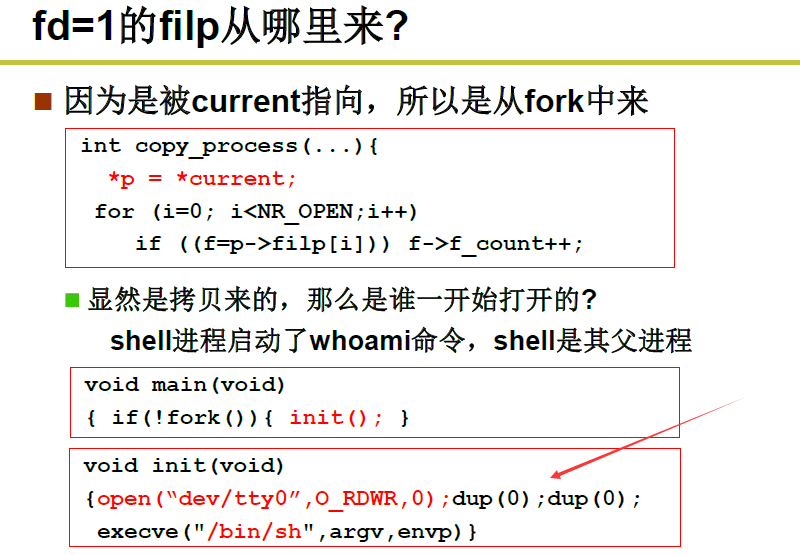 fd=1的filp从哪里来?
因为是被current指向，所以是从fork中来
int copy_process(...){
*p = *current;
for (i=0; i<NR_OPEN;i++)
if ((f=p->filp[i])) f->f_count++;
显然是拷贝来的，那么是谁一开始打开的?
shell进程启动了whoami命令，shell是其父进程
void main(void)
{ if(!fork()){ init(); }
void init(void)
{open(“dev/tty0”,O_RDWR,0);dup(0);dup(0);
execve("/bin/sh",argv,envp)}